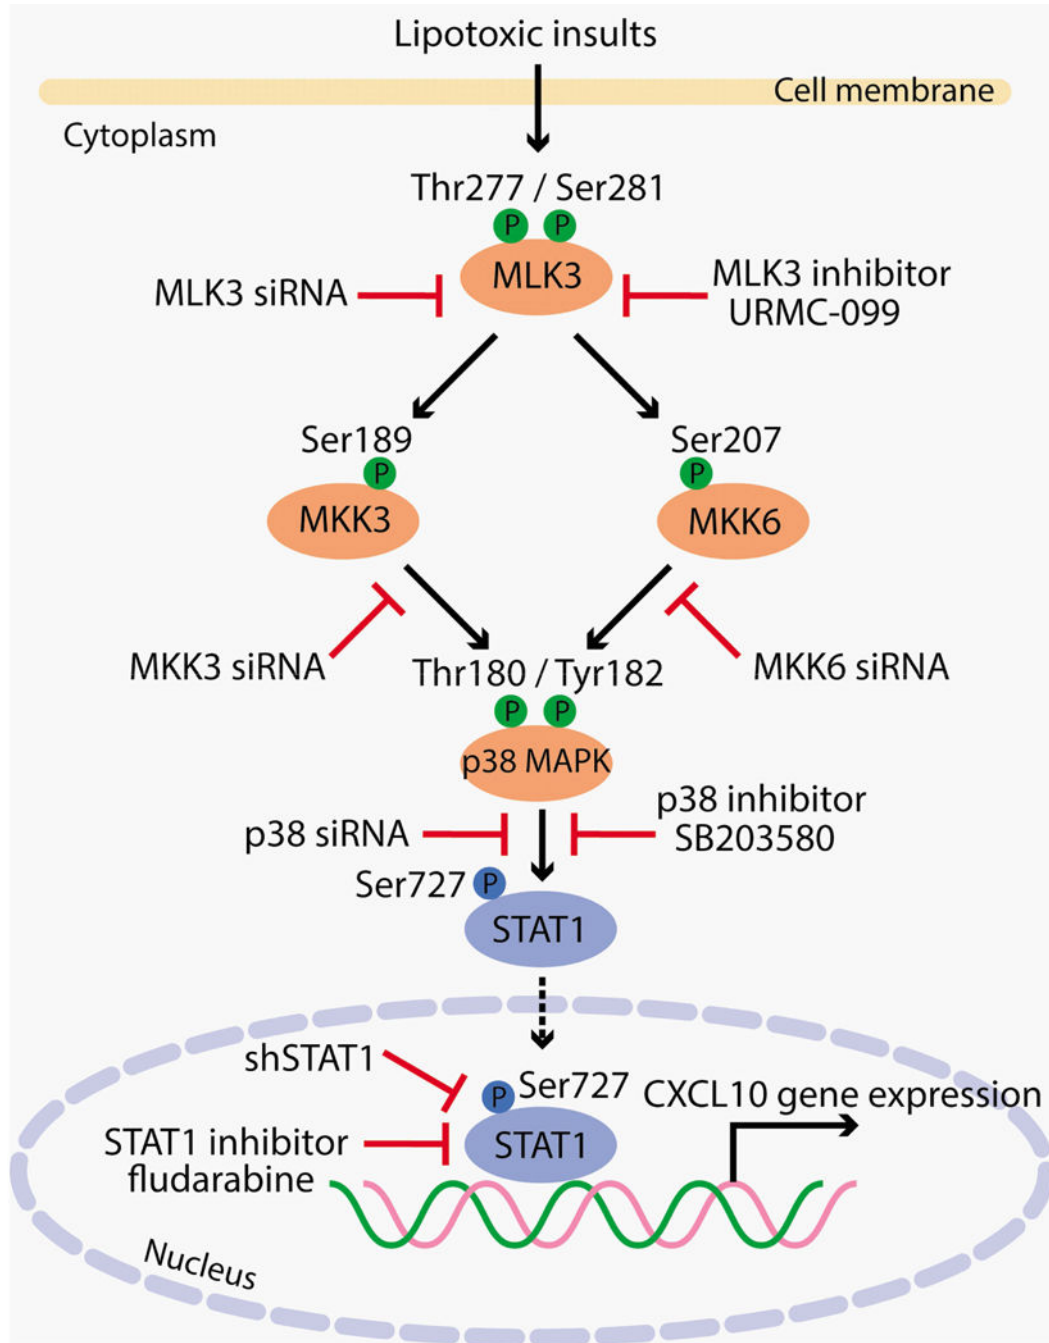 Lipotoxic insults
Cell membrane
Cytoplasm
Thr277 / Ser281
P P
MLK3
MLK3 siRNA
MLK3 inhibitor
URMC-099
Ser189
P
MKK3
Ser207
P
MKK6
MKK3 siRNA
MKK6 siRNA
Thr180 / Tyr182
P P
p38 MAPK
p38 siRNA
p38 inhibitor
SB203580
Ser727 P
STAT1
shSTAT1
P Ser727
CXCL10 gene expression
STAT1 inhibitor
fludarabine
STAT1
Nucleus